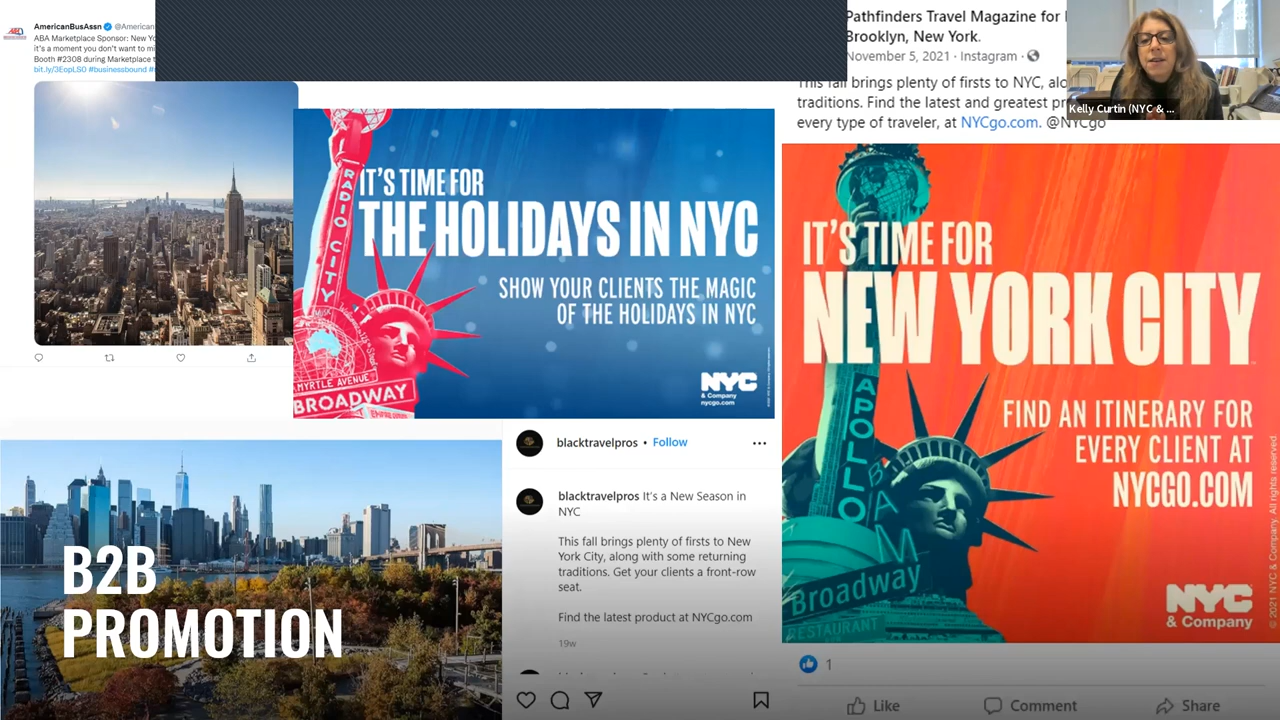 AmericanBusAssn @American
ABA Marketplace Sponsor: New Yo
it's a moment you don't want to mi
Booth #2308 during Marketplace t
bit.ly/3EopLS0 #businessbound #
IT'S TIME FOR
THE HOLIDAYS IN NYC
SHOW YOUR CLIENTS THE MAGIC
OF THE HOLIDAYS IN NYC
RADIO CITY
MYRTLE AVENUE
BROADWAY
EMPIRE
NYC
& Company
nycgo.com
B2B
PROMOTION
blacktravelpros • Follow
blacktravelpros It's a New Season in
NYC
This fall brings plenty of firsts to New
York City, along with some returning
traditions. Get your clients a front-row
seat.
Find the latest product at NYCgo.com
19w
Pathfinders Travel Magazine for
Brooklyn, New York.
November 5, 2021 · Instagram ·
This fall brings plenty of firsts to NYC, alo
traditions. Find the latest and greatest pr
every type of traveler, at NYCgo.com. @NYCgo
Kelly Curtin (NYC & ...
IT'S TIME FOR
NEW YORK CITY
FIND AN ITINERARY FOR
EVERY CLIENT AT
NYCGO.COM
APOLLO
BAM
Broadway
RESTAURANT
NYC
& Company
© 2021 NYC & Company. All rights reserved
1
Like
Comment
Share